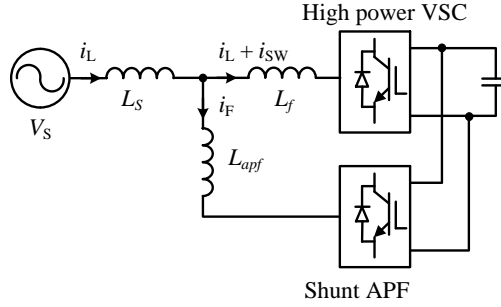 High power VSC
i_L
i_L + i_SW
L_S
L_f
i_F
V_S
L_apf
Shunt APF